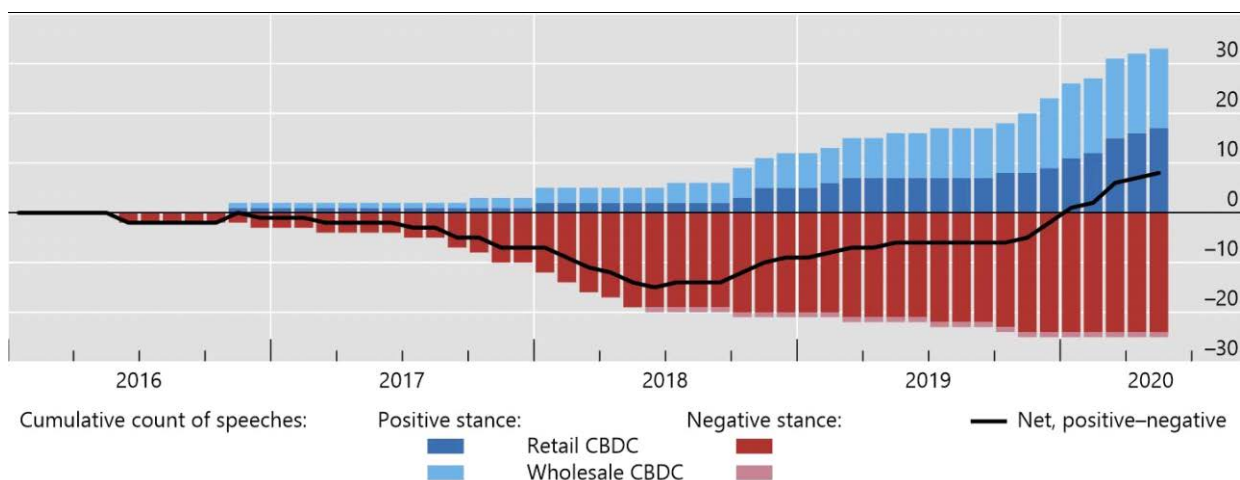 30
20
10
0
–10
–20
–30
2016 2017 2018 2019 2020
Cumulative count of speeches: Positive stance: Negative stance: Net, positive–negative
Retail CBDC
Wholesale CBDC